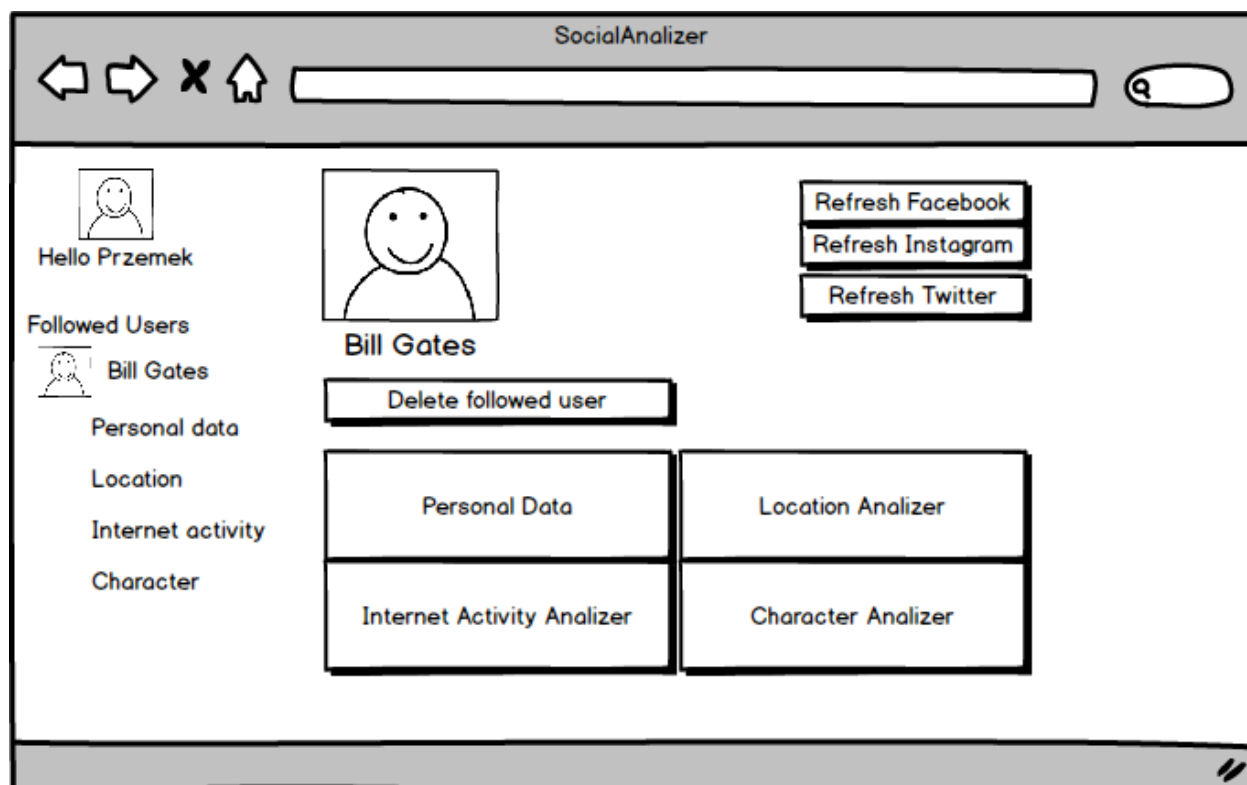 SocialAnalizer
Hello Przemek
Followed Users
Bill Gates
Personal data
Location
Internet activity
Character
Bill Gates
Delete followed user
Refresh Facebook
Refresh Instagram
Refresh Twitter
Personal Data
Location Analizer
Internet Activity Analizer
Character Analizer